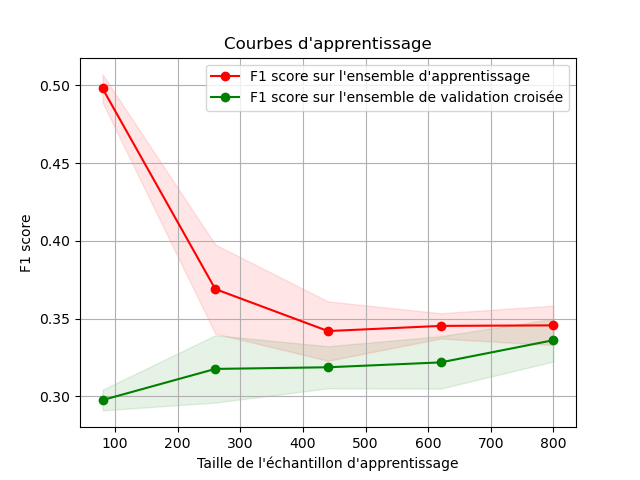 Courbes d'apprentissage
F1 score sur l'ensemble d'apprentissage
F1 score sur l'ensemble de validation croisée
0.50
0.45
0.40
0.35
0.30
F1 score
100 200 300 400 500 600 700 800
Taille de l'échantillon d'apprentissage